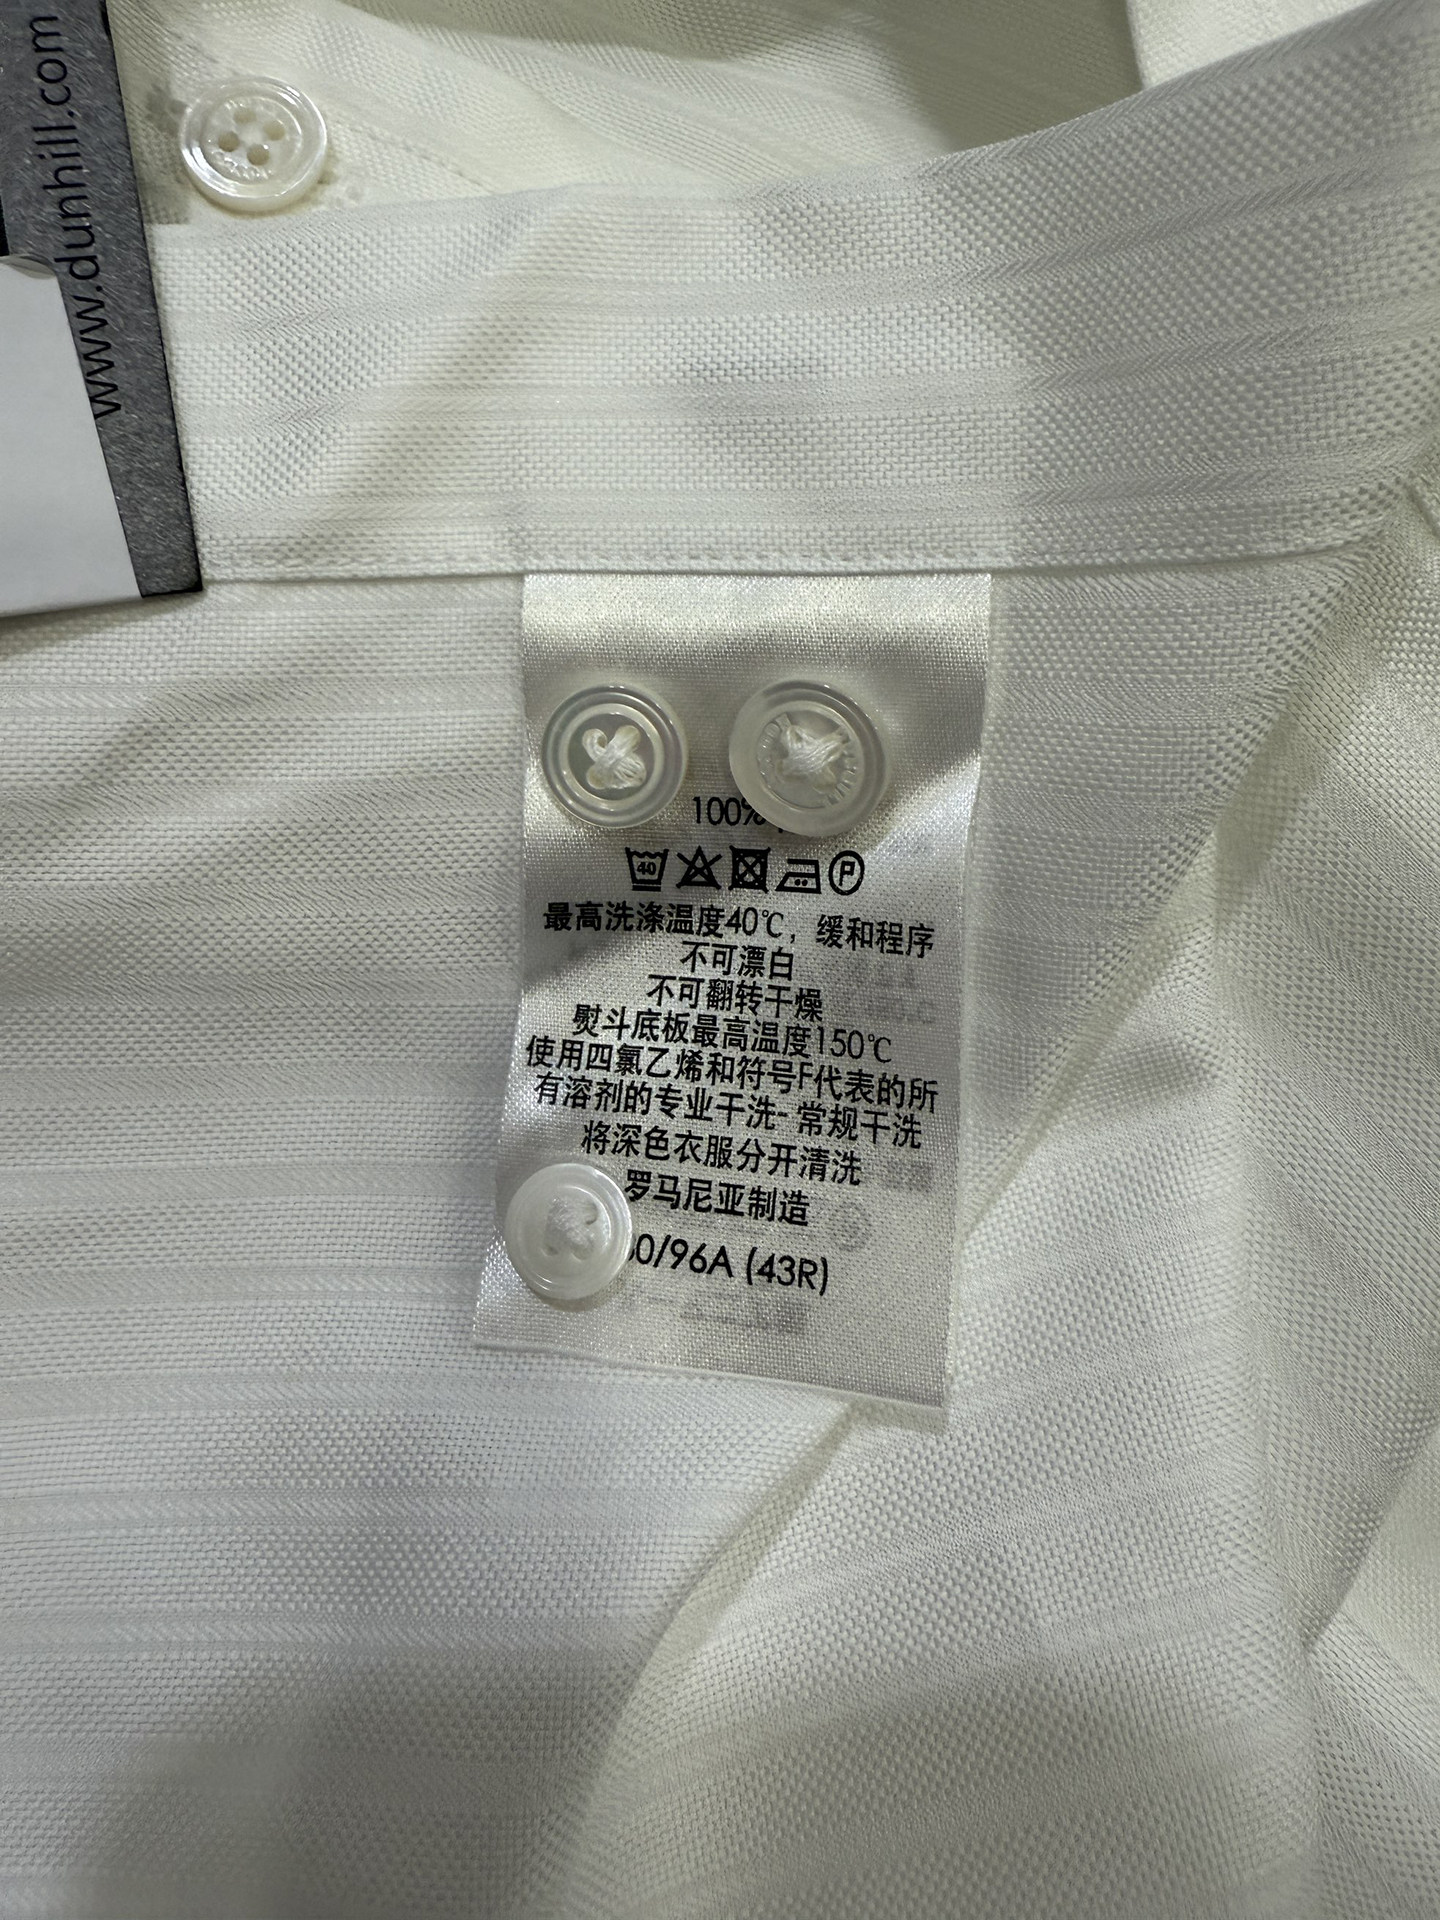 www.dunhill.com
100%
40
P
最高洗涤温度40℃，缓和程序
不可漂白
不可翻转干燥
熨斗底板最高温度150℃
使用四氯乙烯和符号F代表的所
有溶剂的专业干洗-常规干洗
将深色衣服分开清洗
罗马尼亚制造
0/96A (43R)